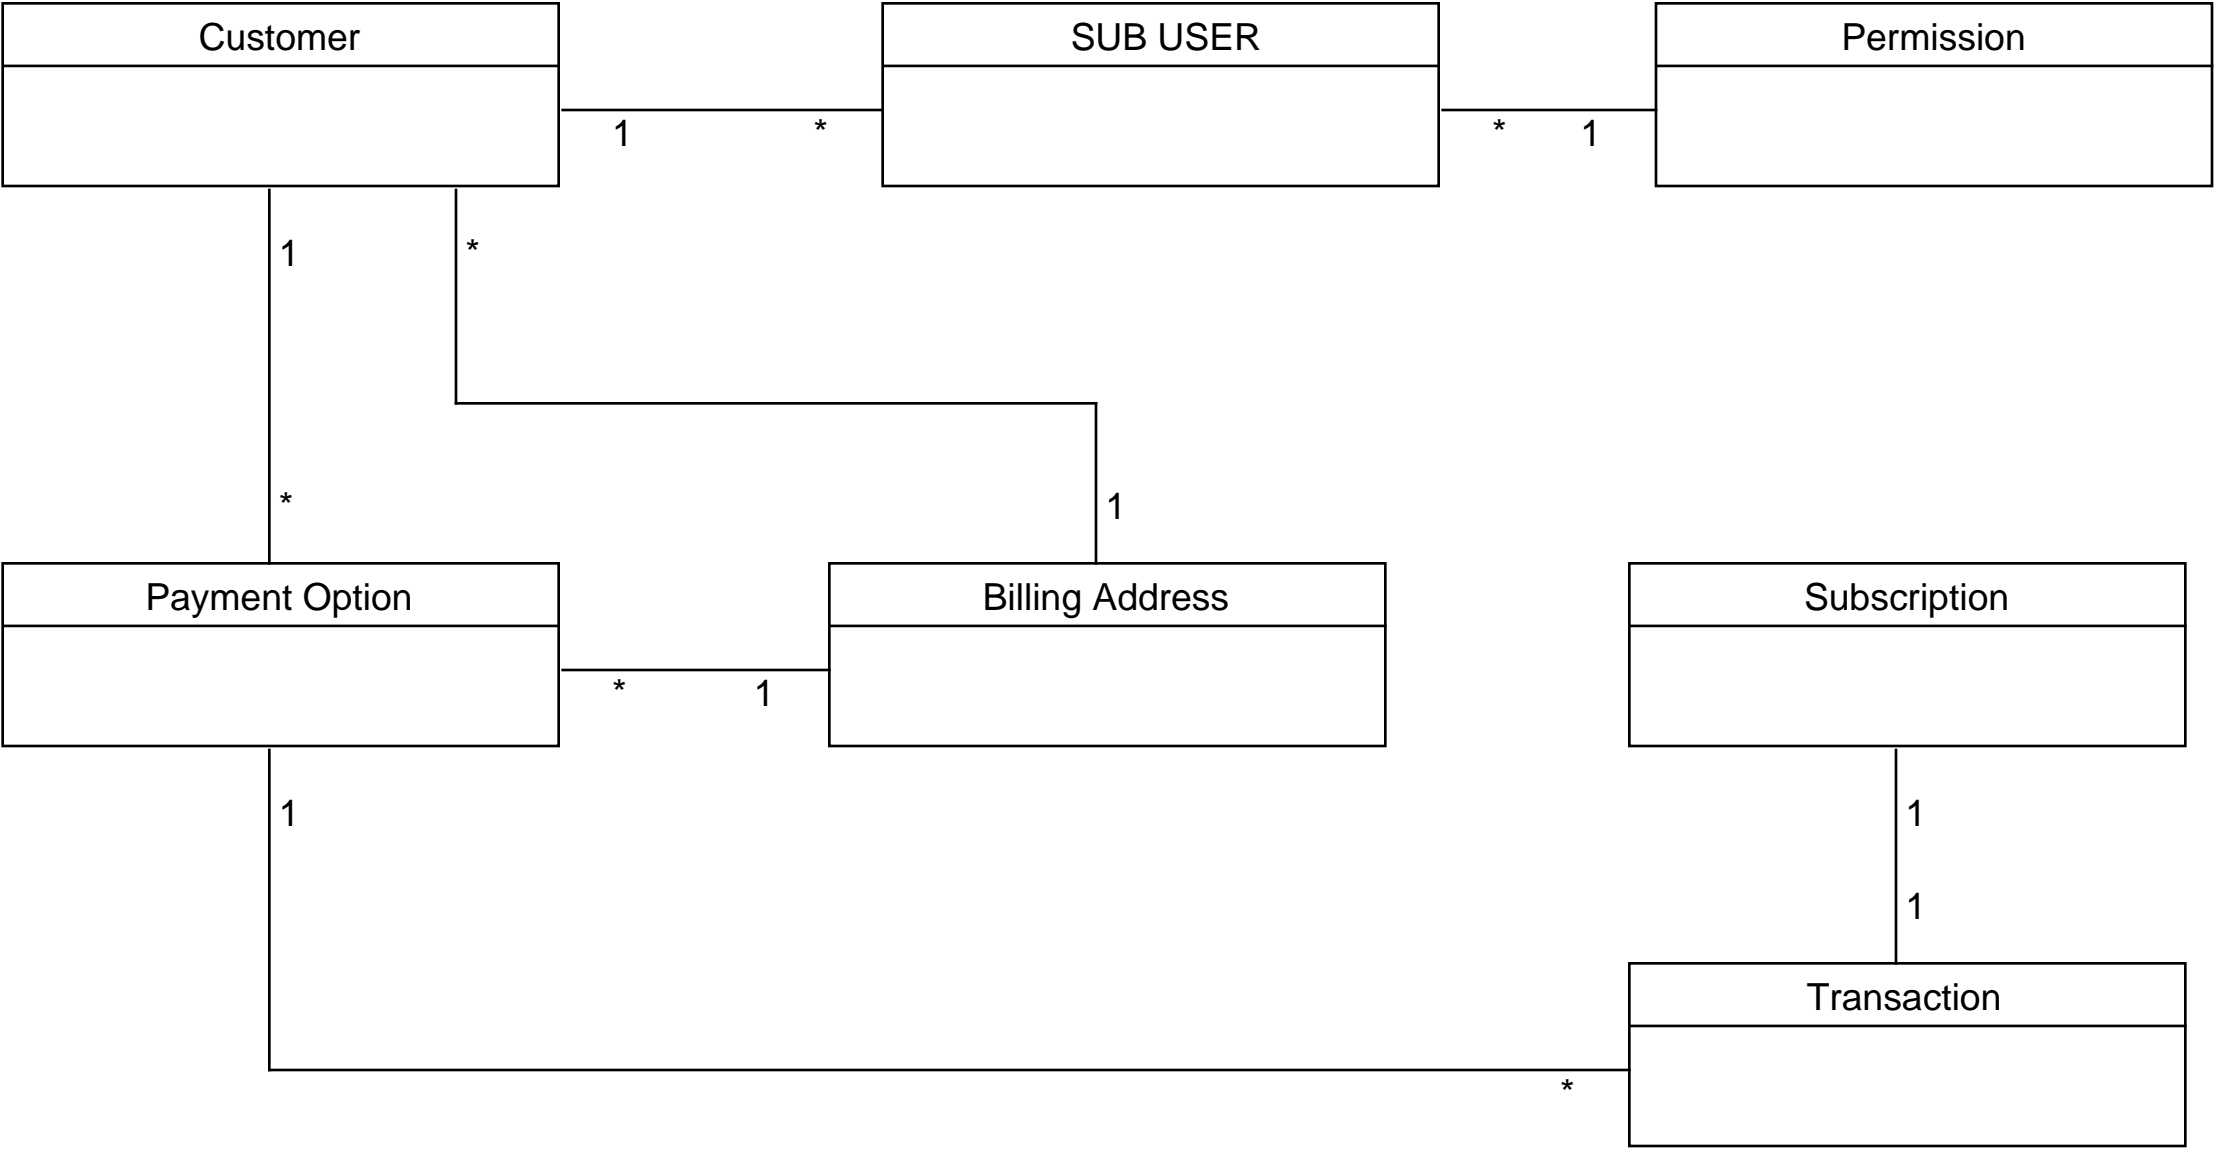 Customer
SUB USER
Permission
1
*
*
1
1
*
*
1
Payment Option
Billing Address
Subscription
*
1
1
1
1
Transaction
*